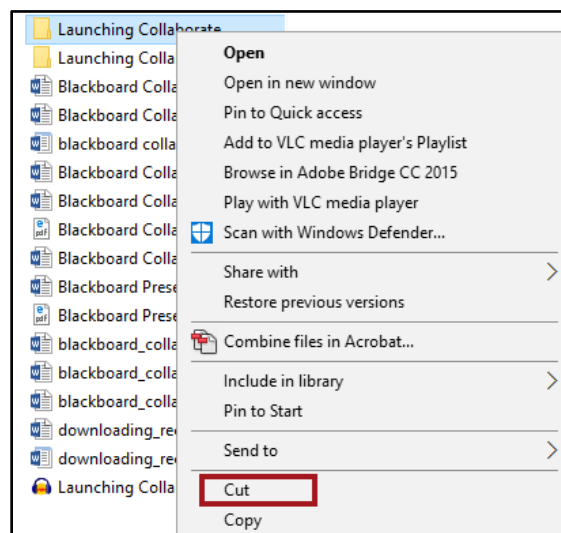 Launching Collaborate
Launching Colla
Blackboard Colla
Blackboard Colla
blackboard colla
Blackboard Colla
Blackboard Colla
Blackboard Colla
Blackboard Colla
Blackboard Prese
Blackboard Prese
blackboard_colla
blackboard_colla
blackboard_colla
downloading_re
downloading_re
Launching Colla
Open
Open in new window
Pin to Quick access
Add to VLC media player's Playlist
Browse in Adobe Bridge CC 2015
Play with VLC media player
Scan with Windows Defender...
Share with
Restore previous versions
Combine files in Acrobat...
Include in library
Pin to Start
Send to
Cut
Copy